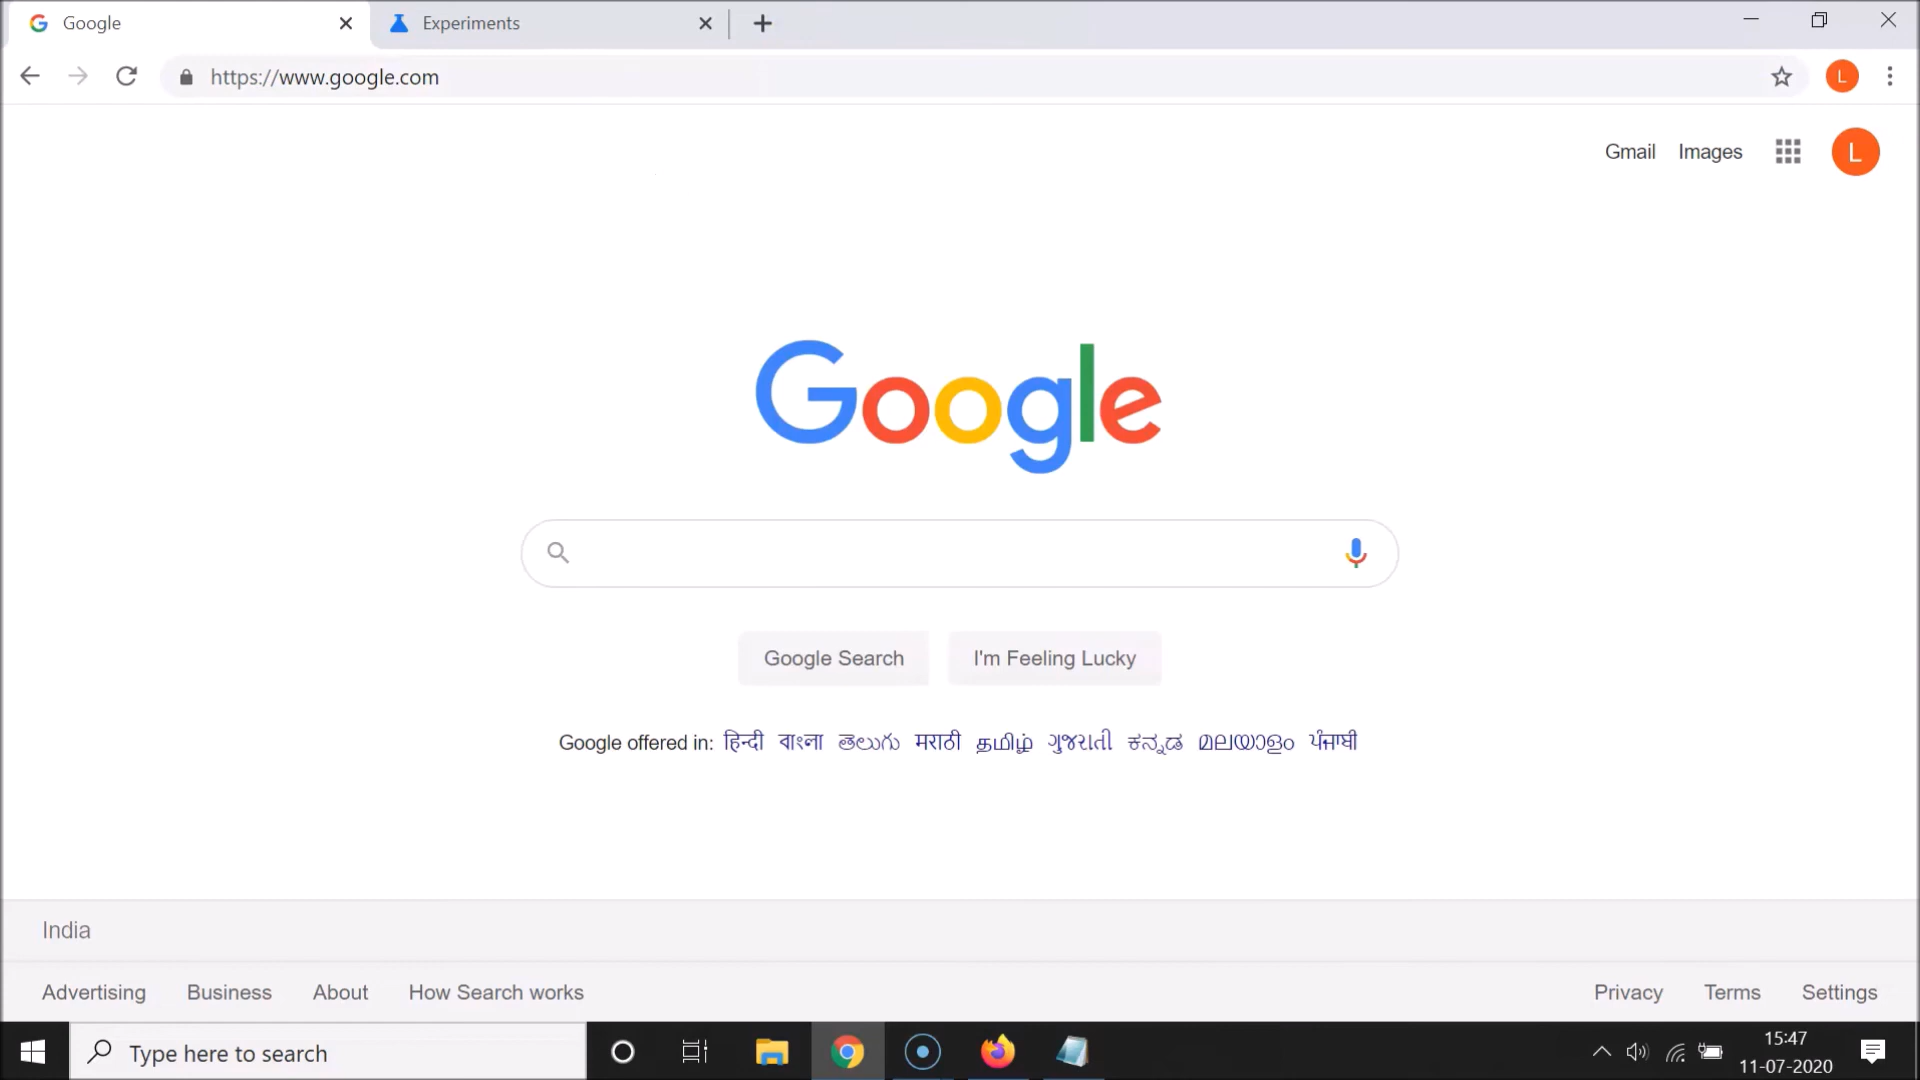 Google
Experiments
https://www.google.com
L
Gmail Images
L
Google
Google Search I'm Feeling Lucky
Google offered in: हिन्दी বাংলা తెలుగు मराठी தமிழ் ગુજરાતી ಕನ್ನಡ മലയാളം ਪੰਜਾਬੀ
India
Advertising Business About How Search works
Privacy Terms Settings
Type here to search
15:47
11-07-2020